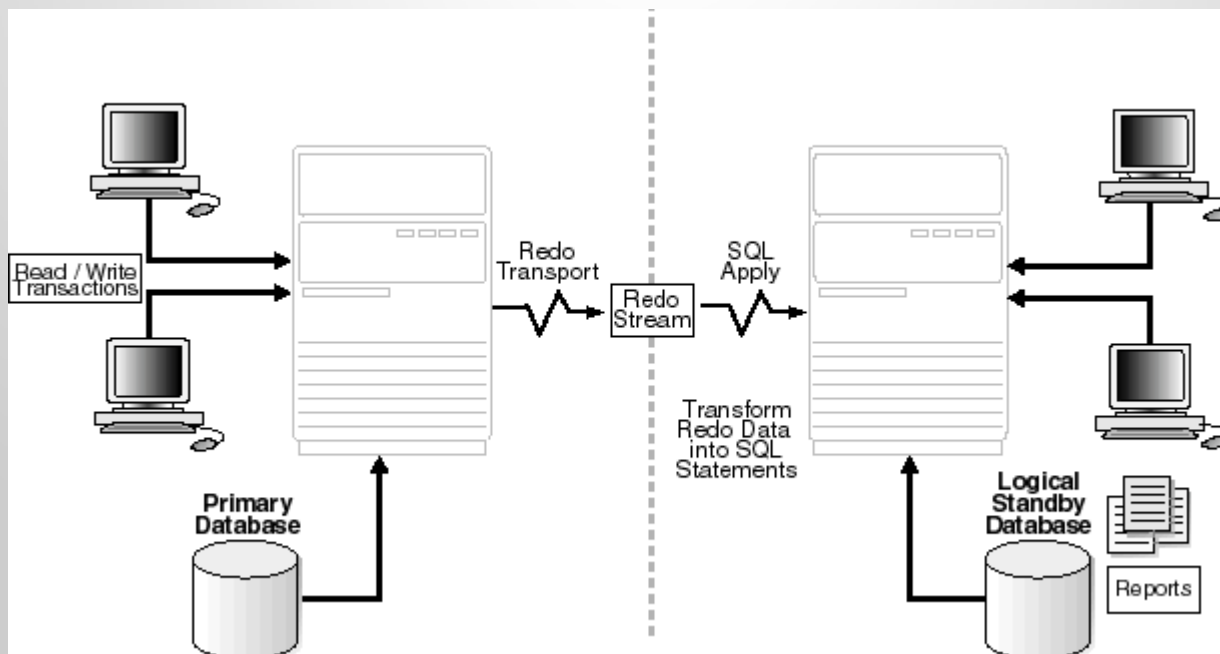 Read / Write
Transactions
Redo
Transport
Redo
Stream
SQL
Apply
Transform
Redo Data
into SQL
Statements
Primary
Database
Logical
Standby
Database
Reports